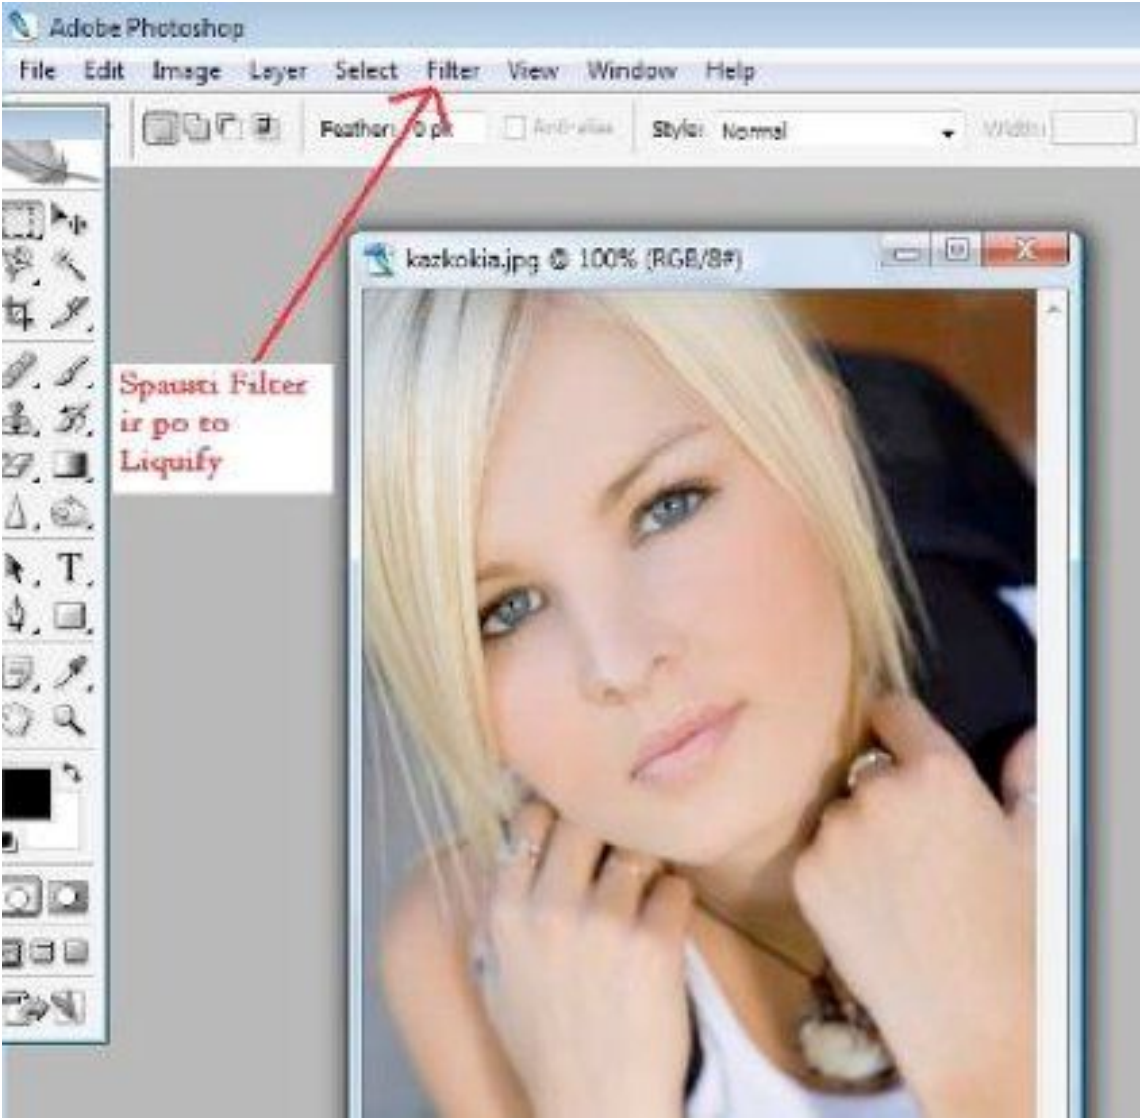 Adobe Photoshop
File Edit Image Layer Select Filter View Window Help
Feather: 0 px Anti-alias Style: Normal Width:
kazkokia.jpg @ 100% (RGB/8#)
Spausti Filter
ir po to
Liquify
T